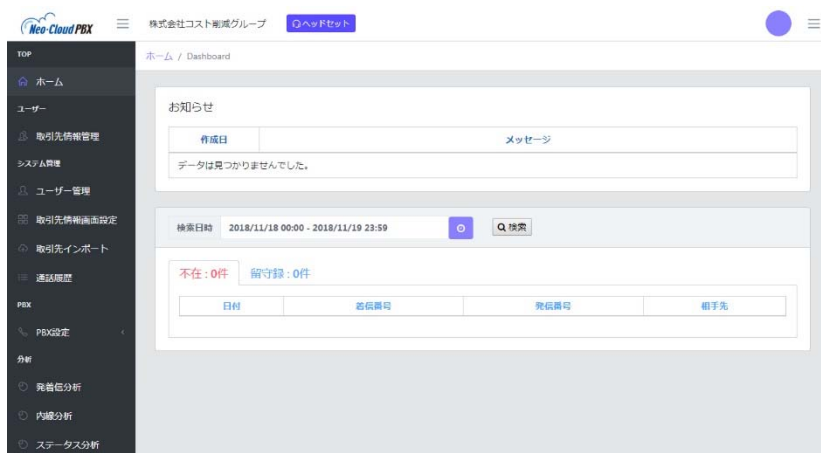 Neo-Cloud PBX
株式会社コスト削減グループ
ヘッドセット
TOP
ホーム / Dashboard
ホーム
ユーザー
取引先情報管理
システム管理
ユーザー管理
取引先情報画面設定
取引先インポート
通話履歴
PBX
PBX設定
分析
発着信分析
内線分析
ステータス分析
お知らせ
作成日 メッセージ
データは見つかりませんでした。
検索日時 2018/11/18 00:00 - 2018/11/19 23:59 検索
不在 : 0件 留守録 : 0件
日付 着信番号 発信番号 相手先